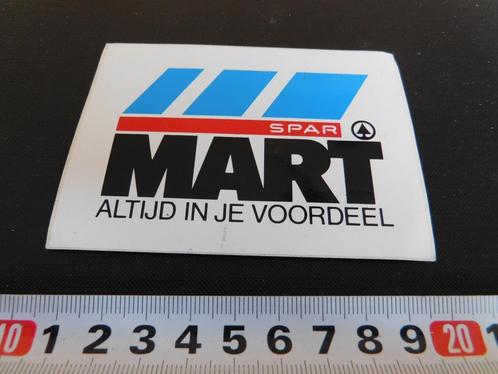 SPAR
MART
ALTIJD IN JE VOORDEEL
10 1 2 3 4 5 6 7 8 9 20 1